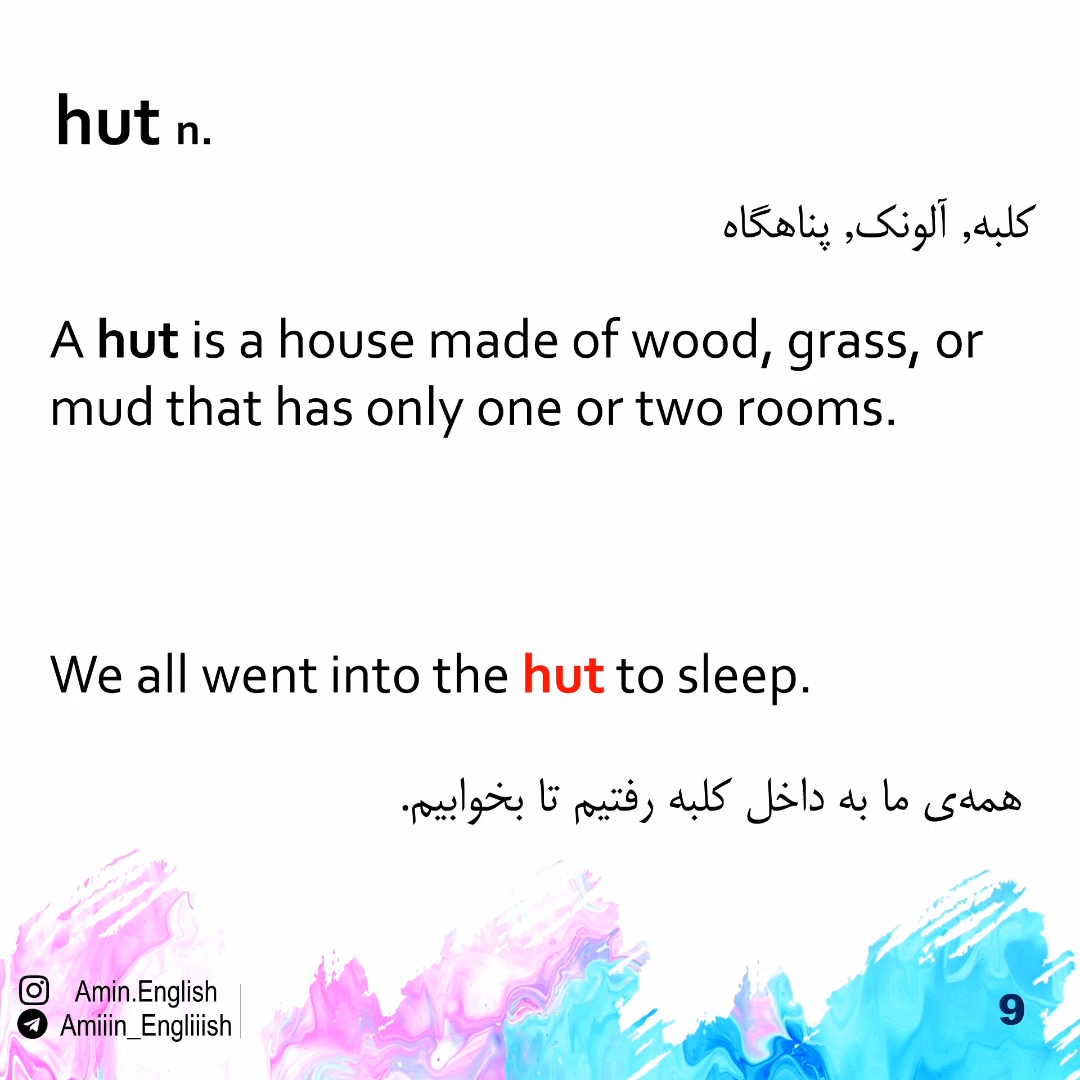 hut n.
کلبه, آلونک, پناهگاه
A hut is a house made of wood, grass, or
mud that has only one or two rooms.
We all went into the hut to sleep.
همه‌ی ما به داخل کلبه رفتیم تا بخوابیم.
Amin.English
Amiiin_Engliiish
9